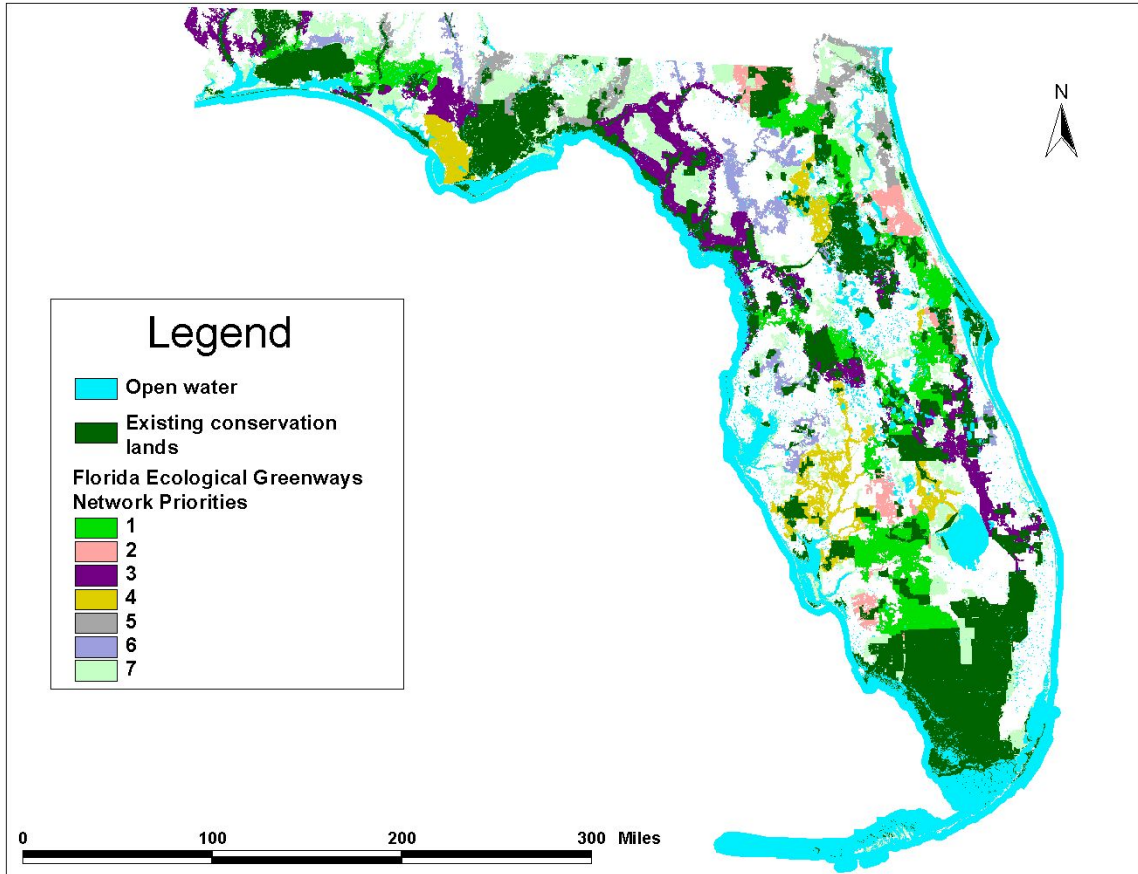 N
Legend
Open water
Existing conservation
lands
Florida Ecological Greenways
Network Priorities
1
2
3
4
5
6
7
0 100 200 300 Miles